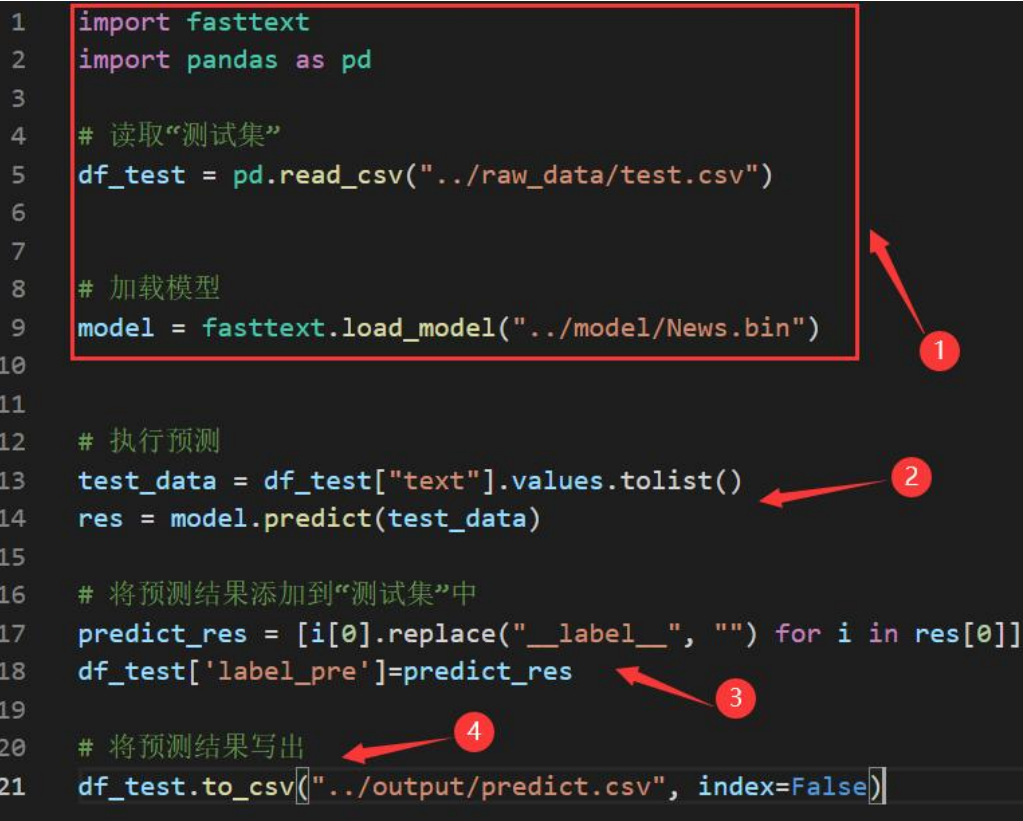 1 import fasttext
2 import pandas as pd
3
4 # 读取“测试集”
5 df_test = pd.read_csv("../raw_data/test.csv")
6
7
8 # 加载模型
9 model = fasttext.load_model("../model/News.bin")
10
11
12 # 执行预测
13 test_data = df_test["text"].values.tolist()
14 res = model.predict(test_data)
15
16 # 将预测结果添加到“测试集”中
17 predict_res = [i[0].replace("__label__", "") for i in res[0]]
18 df_test['label_pre']=predict_res
19
20 # 将预测结果写出
21 df_test.to_csv("../output/predict.csv", index=False)
1
2
3
4